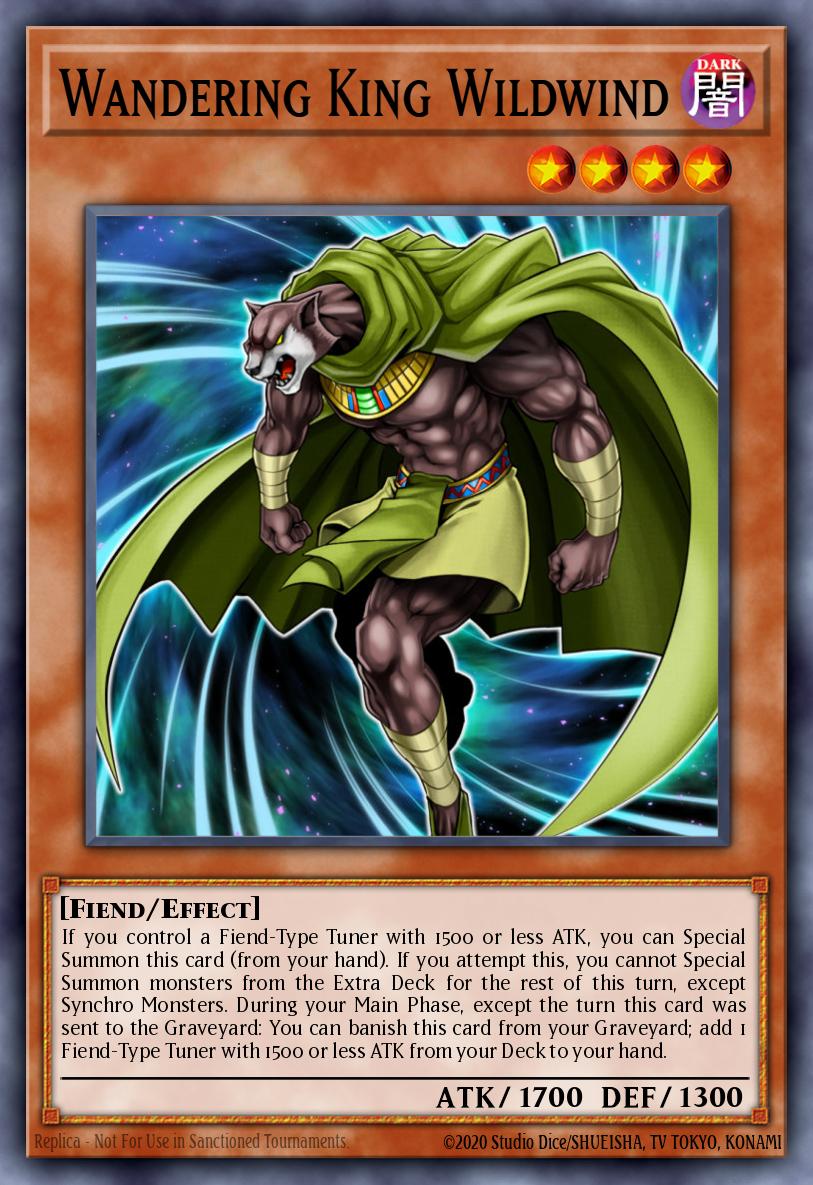 Wandering King Wildwind
DARK
闇
[Fiend/Effect]
If you control a Fiend-Type Tuner with 1500 or less ATK, you can Special
Summon this card (from your hand). If you attempt this, you cannot Special
Summon monsters from the Extra Deck for the rest of this turn, except
Synchro Monsters. During your Main Phase, except the turn this card was
sent to the Graveyard: You can banish this card from your Graveyard; add 1
Fiend-Type Tuner with 1500 or less ATK from your Deck to your hand.
ATK/ 1700 DEF/ 1300
Replica - Not For Use in Sanctioned Tournaments.
©2020 Studio Dice/SHUEISHA, TV TOKYO, KONAMI